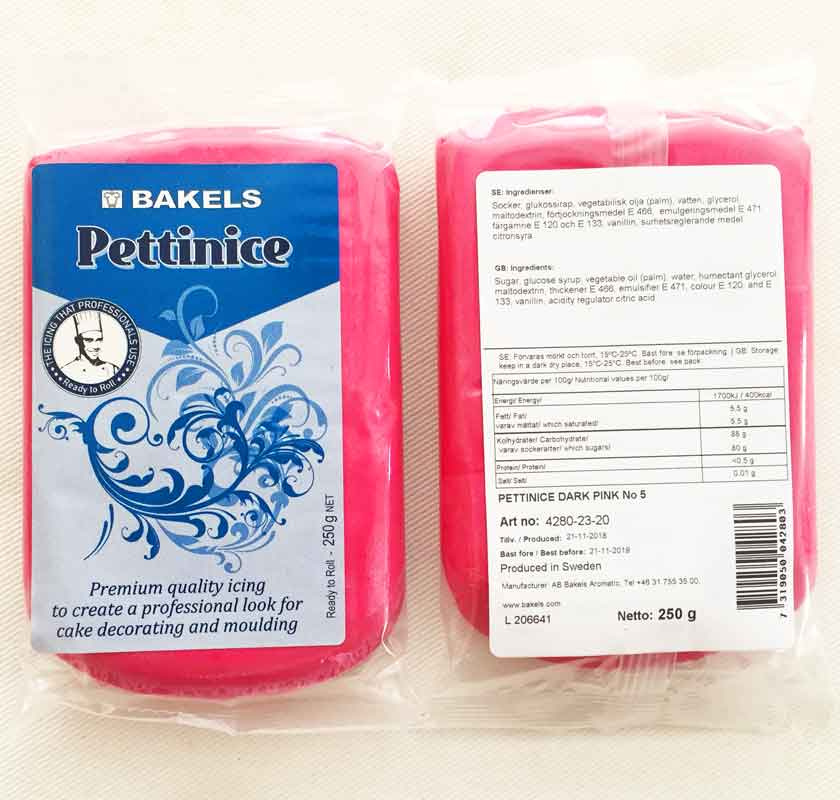 BAKELS
Pettinice
THE ICING THAT PROFESSIONALS USE
Ready to Roll
Ready to Roll - 250 g NET
Premium quality icing
to create a professional look for
cake decorating and moulding
SE: Ingredienser:
Socker, glukossirap, vegetabilisk olja (palm), vatten, glycerol
maltodextrin, förtjockningsmedel E 466, emulgeringsmedel E 471
färgämne E 120 och E 133, vanillin, surhetsreglerande medel
citronsyra
GB: Ingredients:
Sugar, glucose syrup, vegetable oil (palm), water, humectant glycerol
maltodextrin, thickener E 466, emulsifier E 471, colour E 120, and E
133, vanillin, acidity regulator citric acid
SE: Förvaras mörkt och torrt, 15°C-25°C. Bäst före: se förpackning. | GB: Storage:
keep in a dark dry place, 15°C-25°C. Best before: see pack
Näringsvärde per 100g/ Nutritional values per 100g/
Energi/ Energy/ 1700kJ / 400kcal
Fett/ Fat/ 5,5 g
varav mättat/ which saturated/ 5,5 g
Kolhydrater/ Carbohydrate/ 86 g
varav sockerarter/ which sugars/ 80 g
Protein/ Protein/ <0,5 g
Salt/ Salt/ 0,01 g
PETTINICE DARK PINK No 5
Art no: 4280-23-20
Tillv. / Produced: 21-11-2018
Bäst före / Best before: 21-11-2019
Produced in Sweden
Manufacturer: AB Bakels Aromatic, Tel +46 31 755 35 00.
www.bakels.com
L 206641
Netto: 250 g
7 319050 042803